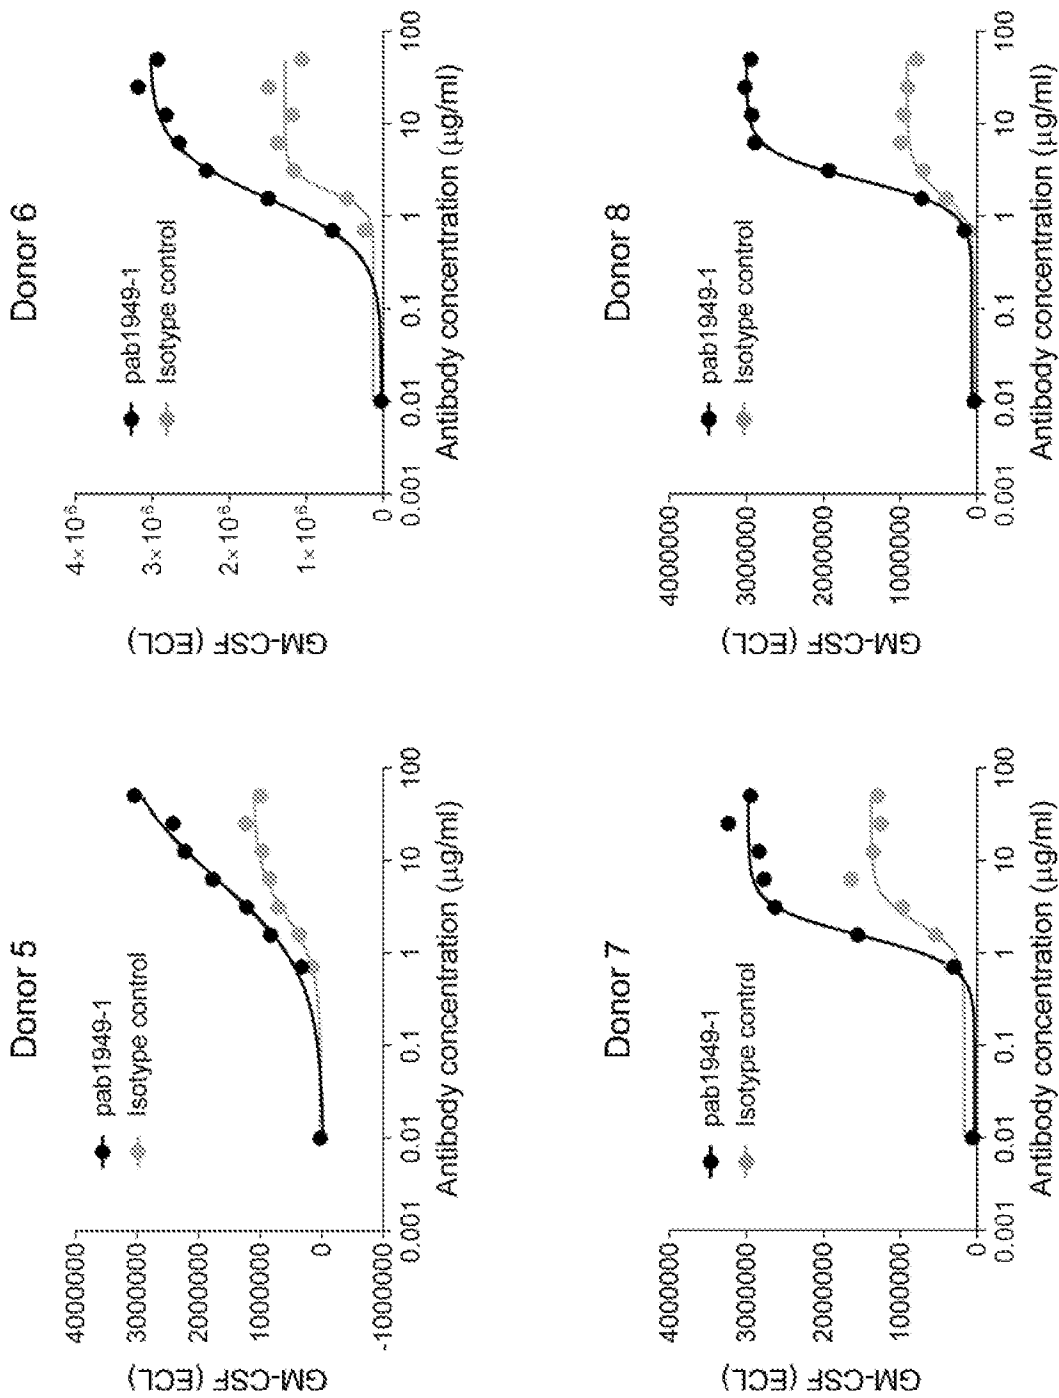 Donor 5
GM-CSF (ECL)
4000000
3000000
2000000
1000000
0
-1000000
pab1949-1
Isotype control
0.001
0.01
0.1
1
10
100
Antibody concentration (µg/ml)
Donor 6
GM-CSF (ECL)
4×10⁶
3×10⁶
2×10⁶
1×10⁶
0
pab1949-1
Isotype control
0.001
0.01
0.1
1
10
100
Antibody concentration (µg/ml)
Donor 7
GM-CSF (ECL)
4000000
3000000
2000000
1000000
0
pab1949-1
Isotype control
0.001
0.01
0.1
1
10
100
Antibody concentration (µg/ml)
Donor 8
GM-CSF (ECL)
4000000
3000000
2000000
1000000
0
pab1949-1
Isotype control
0.001
0.01
0.1
1
10
100
Antibody concentration (µg/ml)